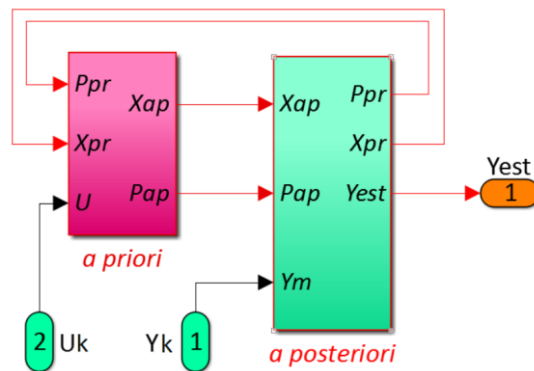 Ppr
Xpr
U
Xap
Pap
a priori
Xap
Pap
Ym
Ppr
Xpr
Yest
a posteriori
Yest
1
2
Uk
Yk
1